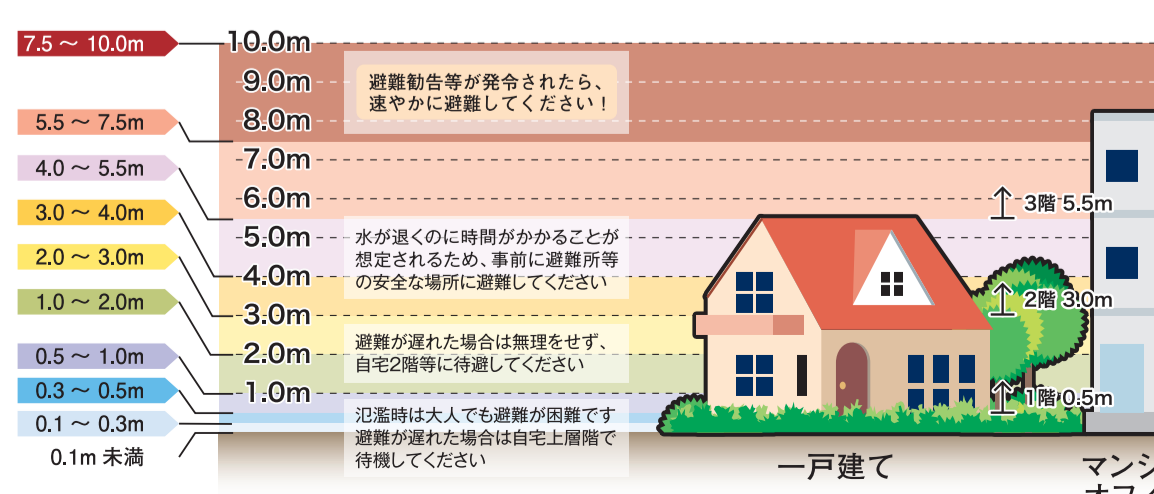 7.5 ～ 10.0m
5.5 ～ 7.5m
4.0 ～ 5.5m
3.0 ～ 4.0m
2.0 ～ 3.0m
1.0 ～ 2.0m
0.5 ～ 1.0m
0.3 ～ 0.5m
0.1 ～ 0.3m
0.1m 未満
10.0m
9.0m
8.0m
7.0m
6.0m
5.0m
4.0m
3.0m
2.0m
1.0m
避難勧告等が発令されたら、
速やかに避難してください！
水が退くのに時間がかかることが
想定されるため、事前に避難所等
の安全な場所に避難してください
避難が遅れた場合は無理をせず、
自宅2階等に待避してください
氾濫時は大人でも避難が困難です
避難が遅れた場合は自宅上層階で
待機してください
3階 5.5m
2階 3.0m
1階 0.5m
一戸建て
マンシ
オフ